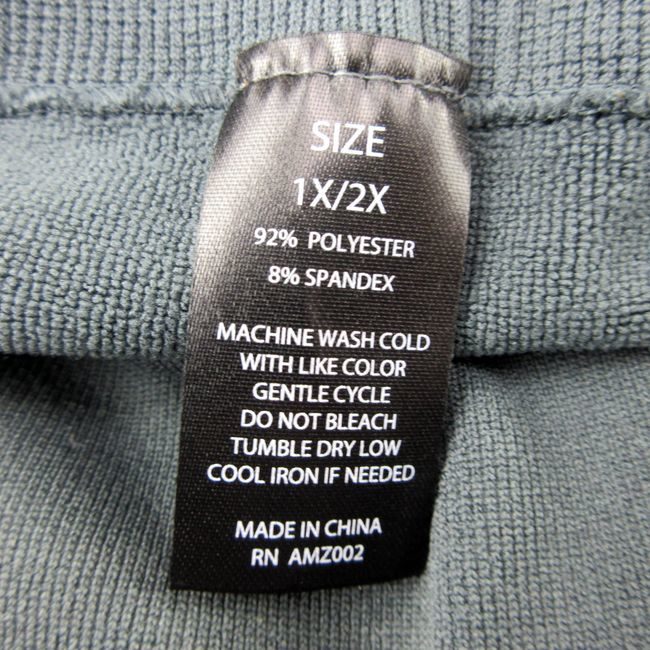 SIZE
1X/2X
92% POLYESTER
8% SPANDEX
MACHINE WASH COLD
WITH LIKE COLOR
GENTLE CYCLE
DO NOT BLEACH
TUMBLE DRY LOW
COOL IRON IF NEEDED
MADE IN CHINA
RN AMZ002